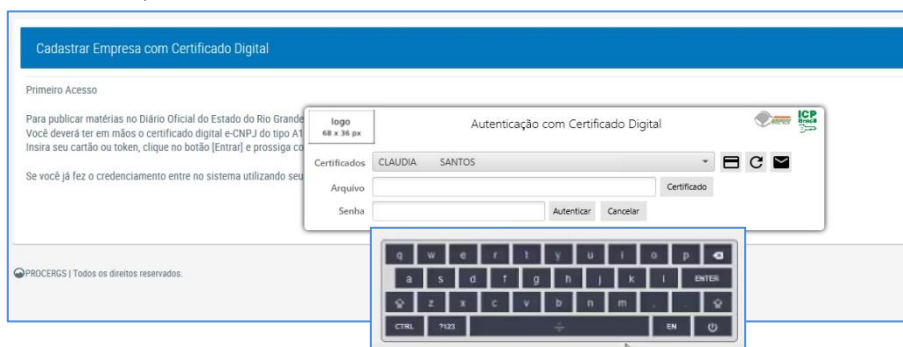 Cadastrar Empresa com Certificado Digital
Primeiro Acesso
Para publicar matérias no Diário Oficial do Estado do Rio Grande
Você deverá ter em mãos o certificado digital e-CNPJ do tipo A1
Insira seu cartão ou token, clique no botão [Entrar] e prossiga co
Se você já fez o credenciamento entre no sistema utilizando seu
logo
68 x 36 px
Autenticação com Certificado Digital
ICP
Brasil
Certificados CLAUDIA SANTOS
Arquivo Certificado
Senha Autenticar Cancelar
PROCERGS | Todos os direitos reservados.
q w e r t y u i o p
a s d f g h j k l ENTER
z x c v b n m , .
CTRL ?123 EN